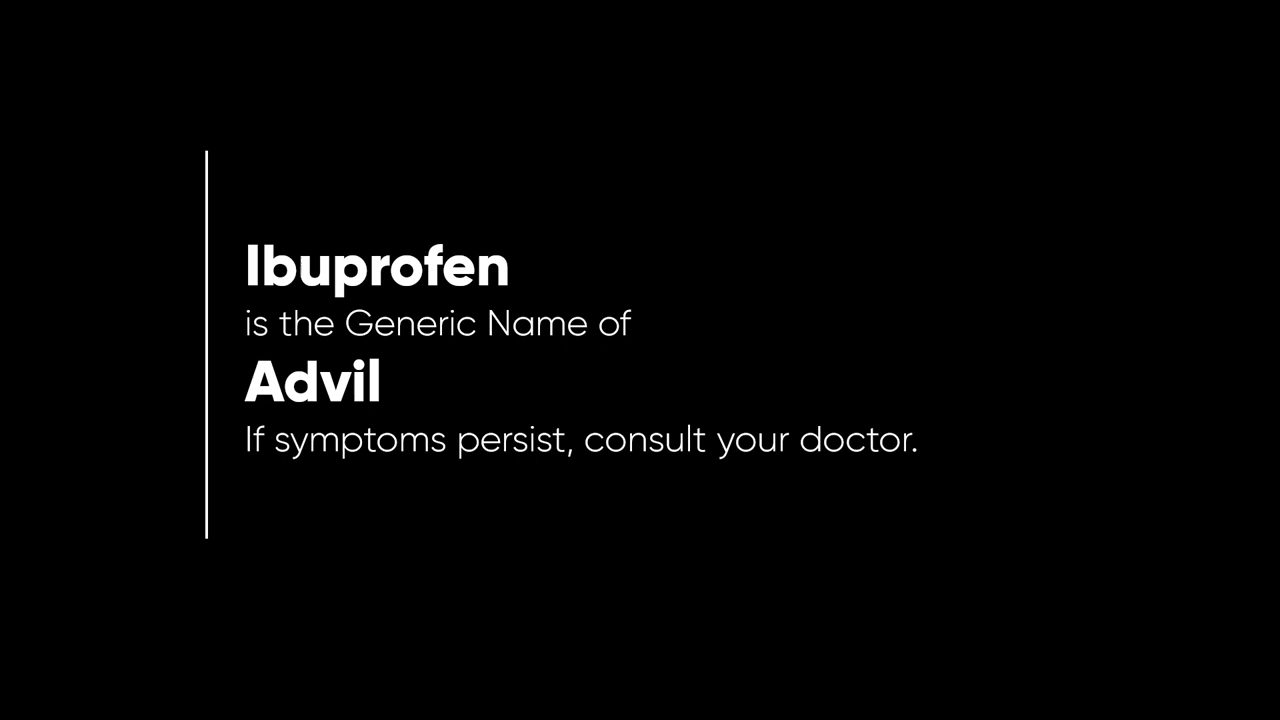 Ibuprofen
is the Generic Name of
Advil
If symptoms persist, consult your doctor.